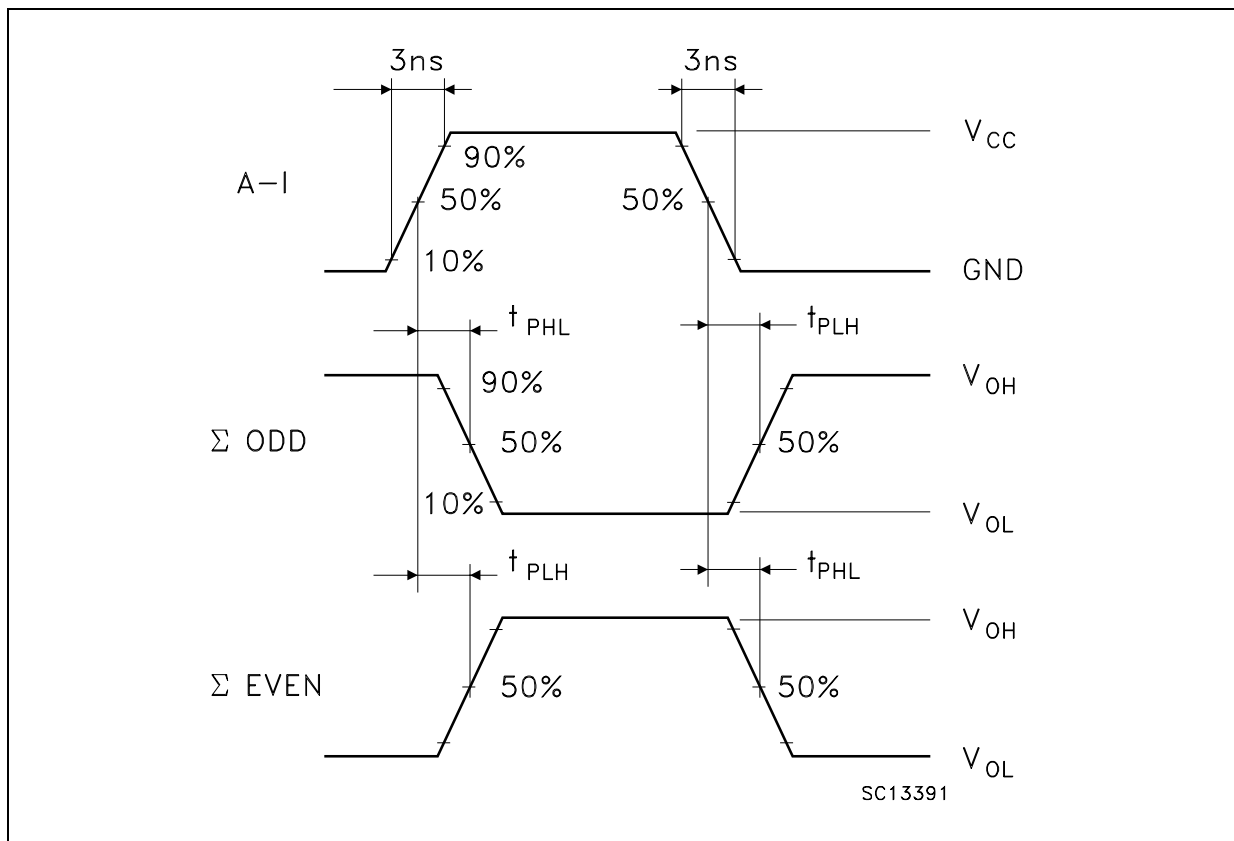 3ns 3ns
V_CC
90%
A-I 50% 50%
10% GND
t_PHL t_PLH
90% V_OH
Σ ODD 50% 50%
10% V_OL
t_PLH t_PHL
V_OH
Σ EVEN 50% 50%
V_OL
SC13391